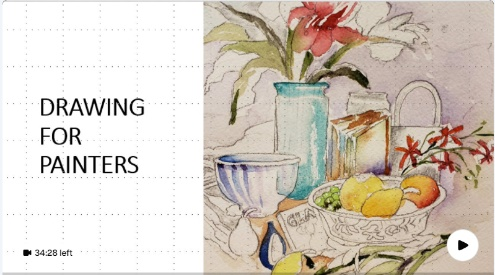 DRAWING
FOR
PAINTERS
34:28 left